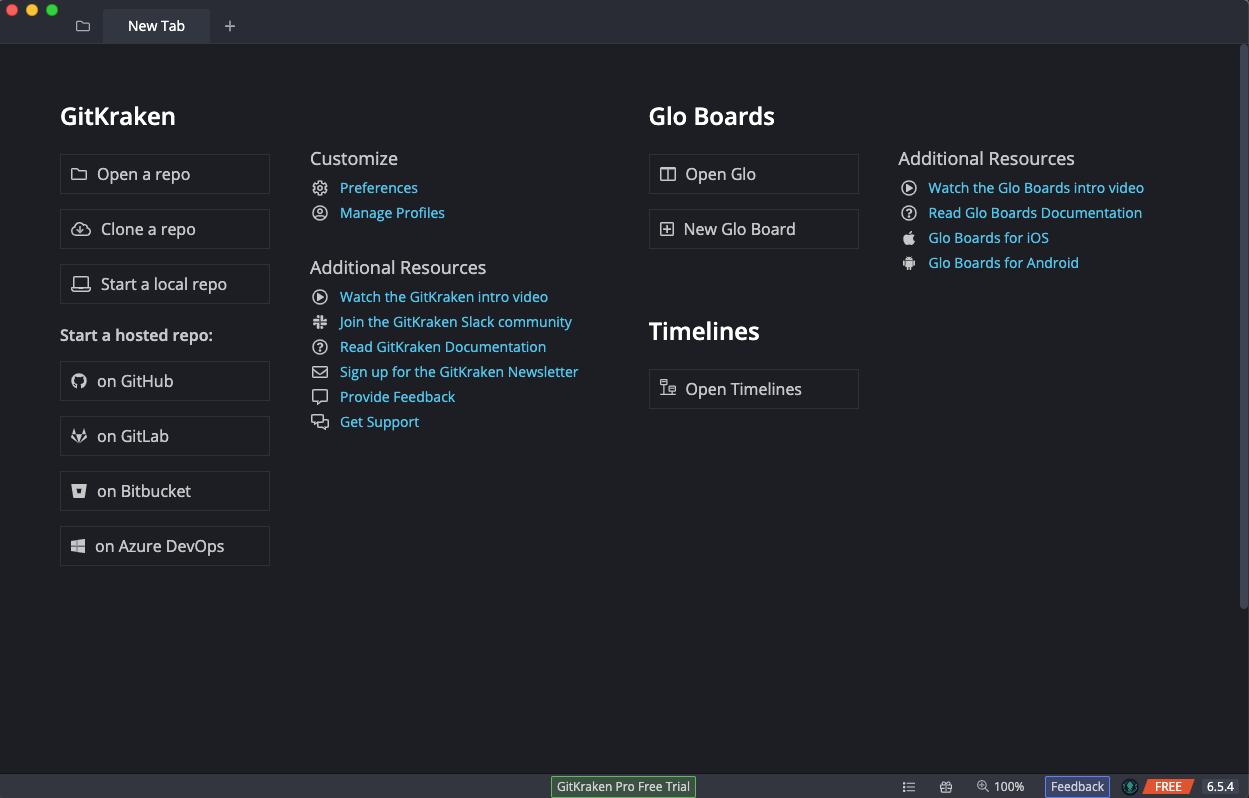 New Tab
GitKraken
Open a repo
Clone a repo
Start a local repo
Start a hosted repo:
on GitHub
on GitLab
on Bitbucket
on Azure DevOps
Customize
Preferences
Manage Profiles
Additional Resources
Watch the GitKraken intro video
Join the GitKraken Slack community
Read GitKraken Documentation
Sign up for the GitKraken Newsletter
Provide Feedback
Get Support
Glo Boards
Open Glo
New Glo Board
Additional Resources
Watch the Glo Boards intro video
Read Glo Boards Documentation
Glo Boards for iOS
Glo Boards for Android
Timelines
Open Timelines
GitKraken Pro Free Trial
100%
Feedback
FREE
6.5.4